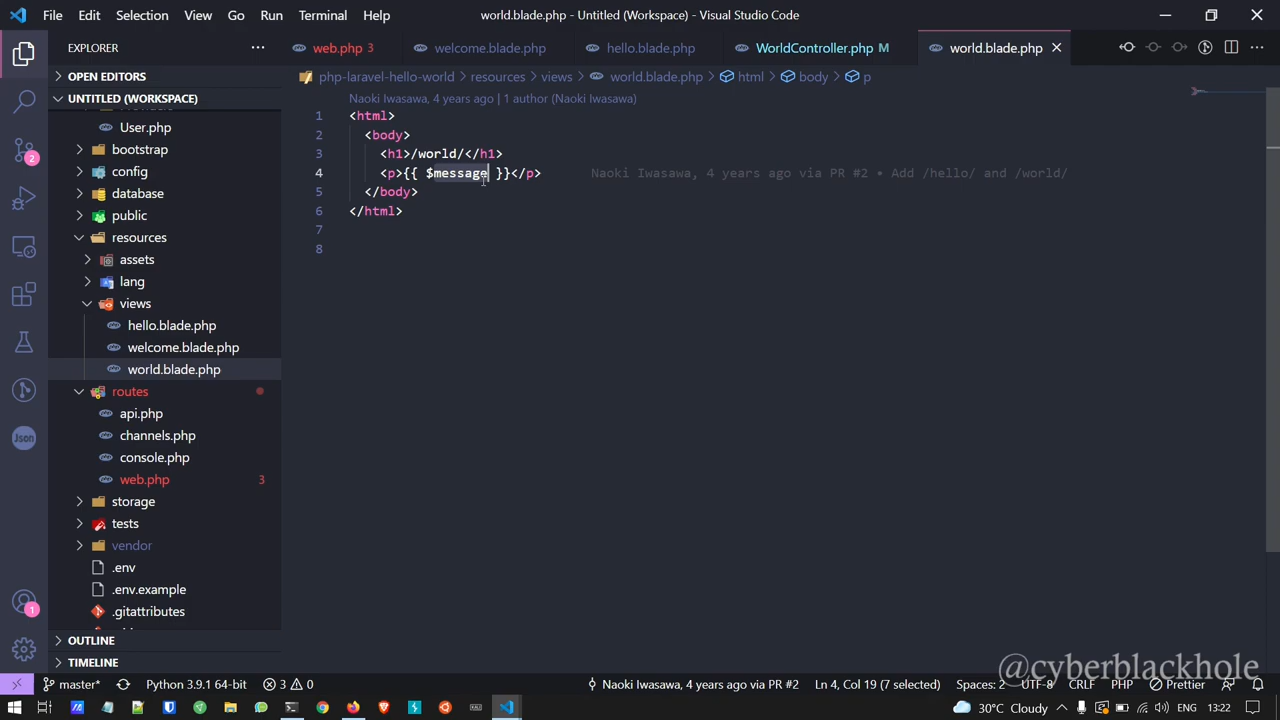 File Edit Selection View Go Run Terminal Help world.blade.php - Untitled (Workspace) - Visual Studio Code
EXPLORER
web.php 3 welcome.blade.php hello.blade.php WorldController.php M world.blade.php
OPEN EDITORS
php-laravel-hello-world > resources > views > world.blade.php > html > body > p
UNTITLED (WORKSPACE)
Naoki Iwasawa, 4 years ago | 1 author (Naoki Iwasawa)
1 <html>
2 <body>
3 <h1>/world/</h1>
4 <p>{{ $message }}</p> Naoki Iwasawa, 4 years ago via PR #2 • Add /hello/ and /world/
5 </body>
6 </html>
7
8
User.php
bootstrap
config
database
public
resources
assets
lang
views
hello.blade.php
welcome.blade.php
world.blade.php
routes
api.php
channels.php
console.php
web.php 3
storage
tests
vendor
.env
.env.example
.gitattributes
OUTLINE
TIMELINE
2
Json
1
@cyberblackhole
master* Python 3.9.1 64-bit 3 0 Naoki Iwasawa, 4 years ago via PR #2 Ln 4, Col 19 (7 selected) Spaces: 2 UTF-8 CRLF PHP Prettier
30°C Cloudy ENG 13:22